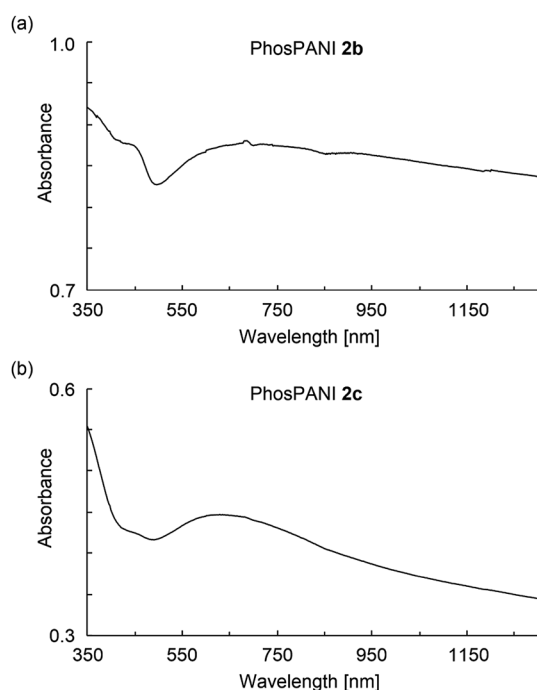 (a)
PhosPANI 2b
1.0
Absorbance
0.7
350 550 750 950 1150
Wavelength [nm]
(b)
PhosPANI 2c
0.6
Absorbance
0.3
350 550 750 950 1150
Wavelength [nm]